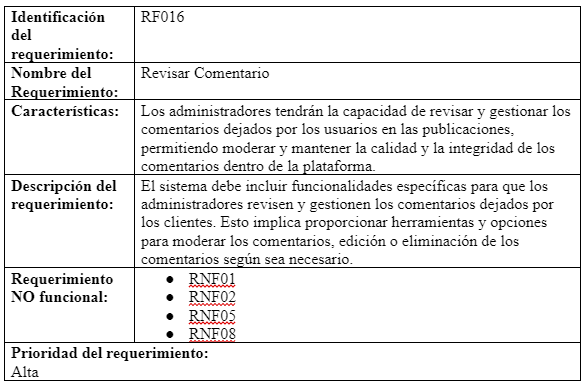 Identificación
del
requerimiento:
RF016
Nombre del
Requerimiento:
Revisar Comentario
Características:
Los administradores tendrán la capacidad de revisar y gestionar los
comentarios dejados por los usuarios en las publicaciones,
permitiendo moderar y mantener la calidad y la integridad de los
comentarios dentro de la plataforma.
Descripción del
requerimiento:
El sistema debe incluir funcionalidades específicas para que los
administradores revisen y gestionen los comentarios dejados por
los clientes. Esto implica proporcionar herramientas y opciones
para moderar los comentarios, edición o eliminación de los
comentarios según sea necesario.
Requerimiento
NO funcional:
● RNF01
● RNF02
● RNF05
● RNF08
Prioridad del requerimiento:
Alta